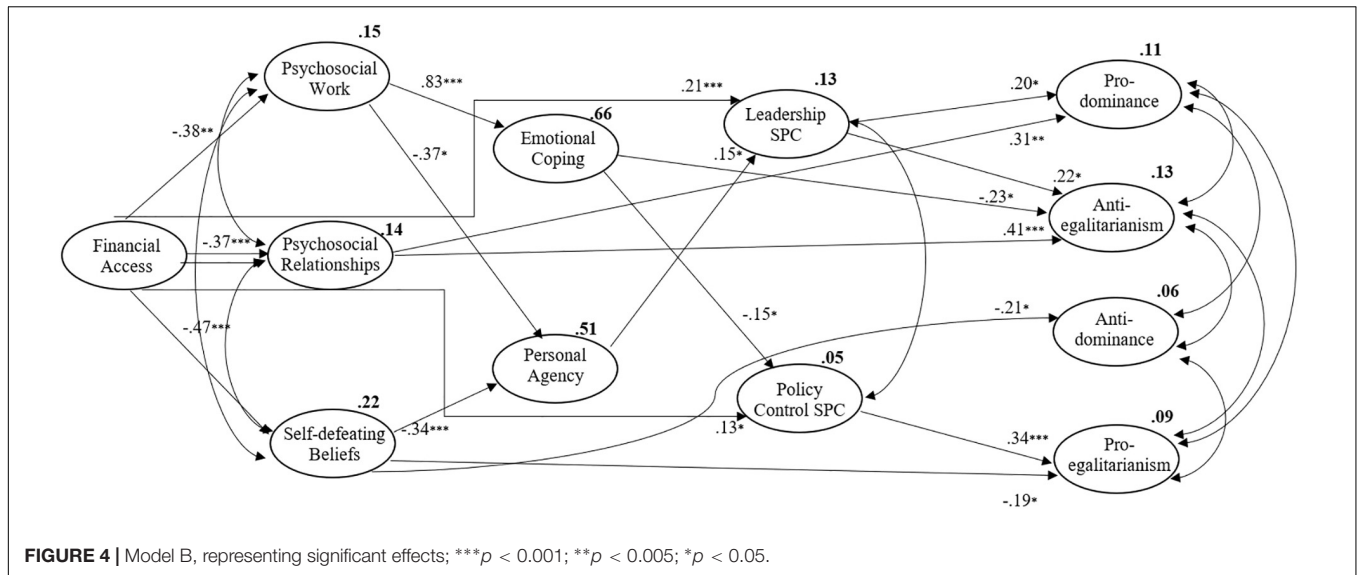 .15
Psychosocial
Work
-.38**
.83***
-.37*
.66
Emotional
Coping
.21***
.13
Leadership
SPC
.15*
.11
Pro-
dominance
.20*
.31**
.22*
-.23*
.13
Anti-
egalitarianism
.41***
Financial
Access
-.37***
.14
Psychosocial
Relationships
-.47***
.22
Self-defeating
Beliefs
.51
Personal
Agency
-.34***
-.15*
.05
Policy
Control SPC
.13*
-.21*
.06
Anti-
dominance
.34***
.09
Pro-
egalitarianism
-.19*
FIGURE 4 | Model B, representing significant effects; ***p < 0.001; **p < 0.005; *p < 0.05.